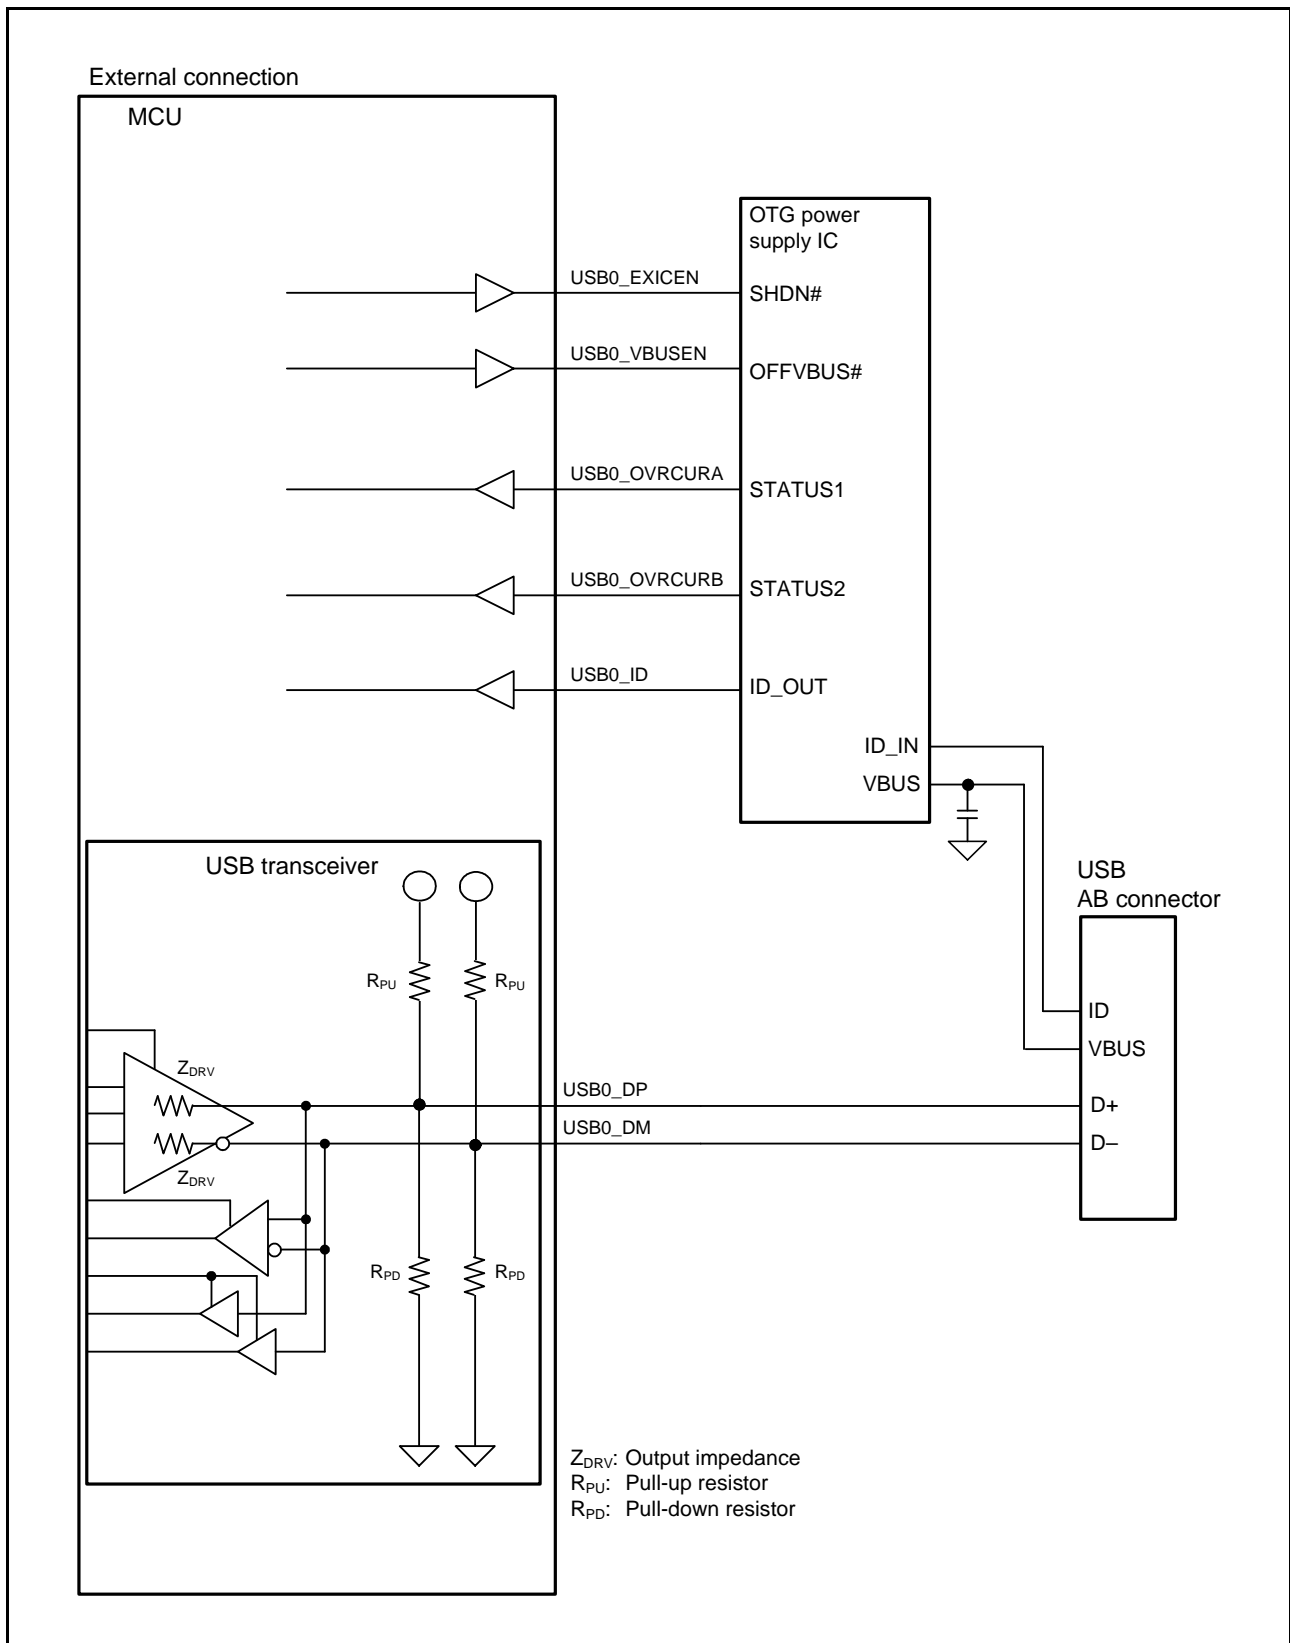 External connection
MCU
OTG power
supply IC
USB0_EXICEN
SHDN#
USB0_VBUSEN
OFFVBUS#
USB0_OVRCURA
STATUS1
USB0_OVRCURB
STATUS2
USB0_ID
ID_OUT
ID_IN
VBUS
USB transceiver
USB
AB connector
RPU
RPU
ID
VBUS
ZDRV
USB0_DP
D+
USB0_DM
D–
ZDRV
RPD
RPD
ZDRV: Output impedance
RPU: Pull-up resistor
RPD: Pull-down resistor